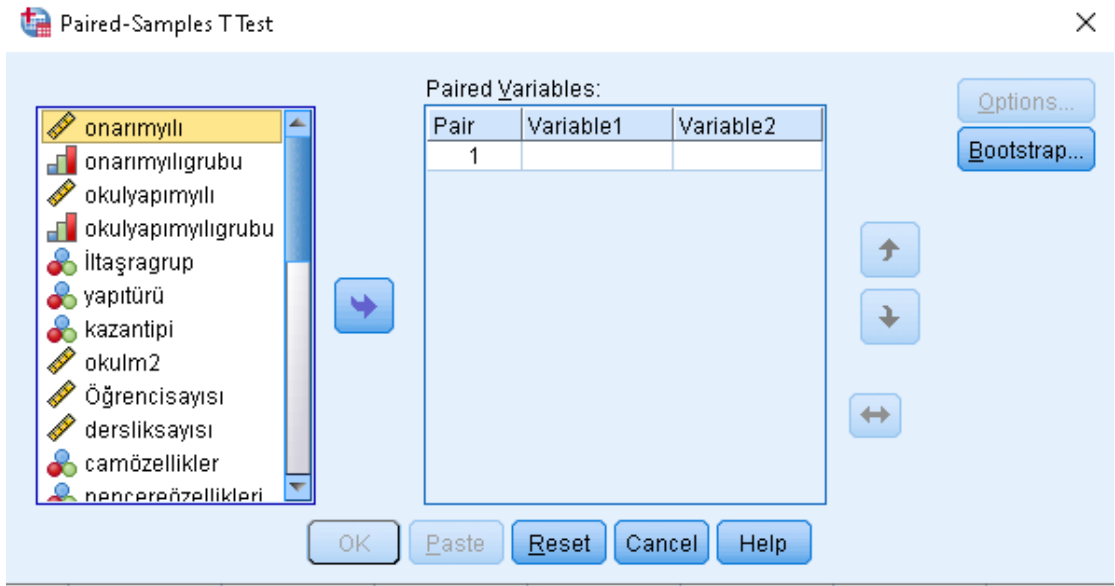 Paired-Samples T Test
onarımyılı
onarımyılıgrubu
okulyapımyılı
okulyapımyılıgrubu
İltaşragrup
yapıtürü
kazantipi
okulm2
Öğrencisayısı
dersliksayısı
camözellikler
pencereözellikleri
Paired Variables:
Pair Variable1 Variable2
1
Options...
Bootstrap...
OK Paste Reset Cancel Help